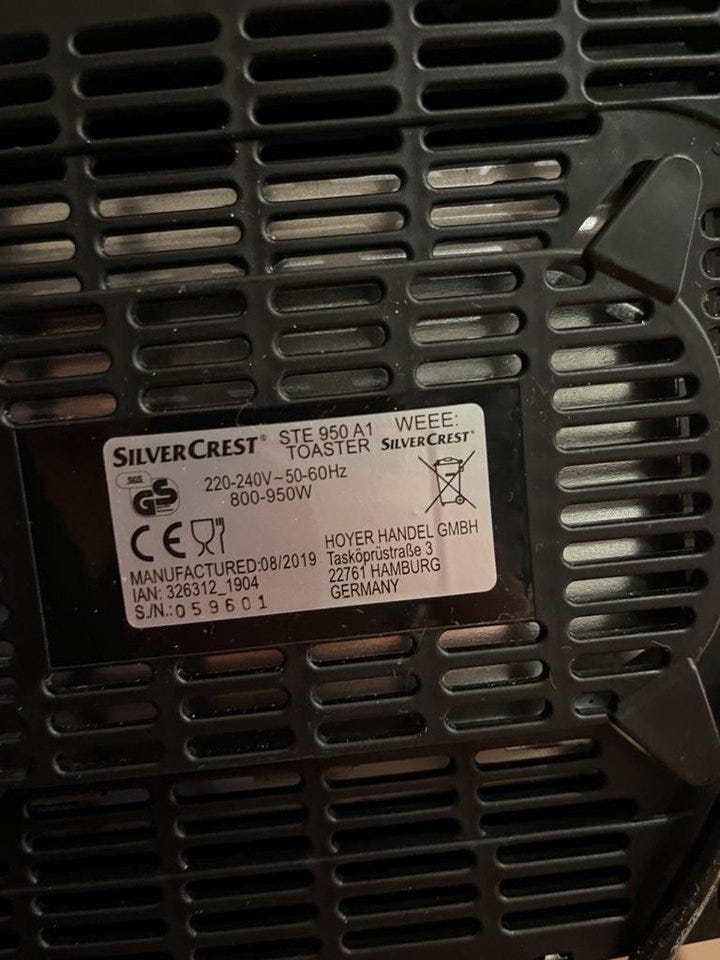 SILVERCREST® STE 950 A1 WEEE:
TOASTER SILVERCREST®
220-240V~50-60Hz
800-950W
SGS
GS
CE
MANUFACTURED:08/2019
IAN: 326312_1904
S./N.:059601
HOYER HANDEL GMBH
Tasköprüstraße 3
22761 HAMBURG
GERMANY